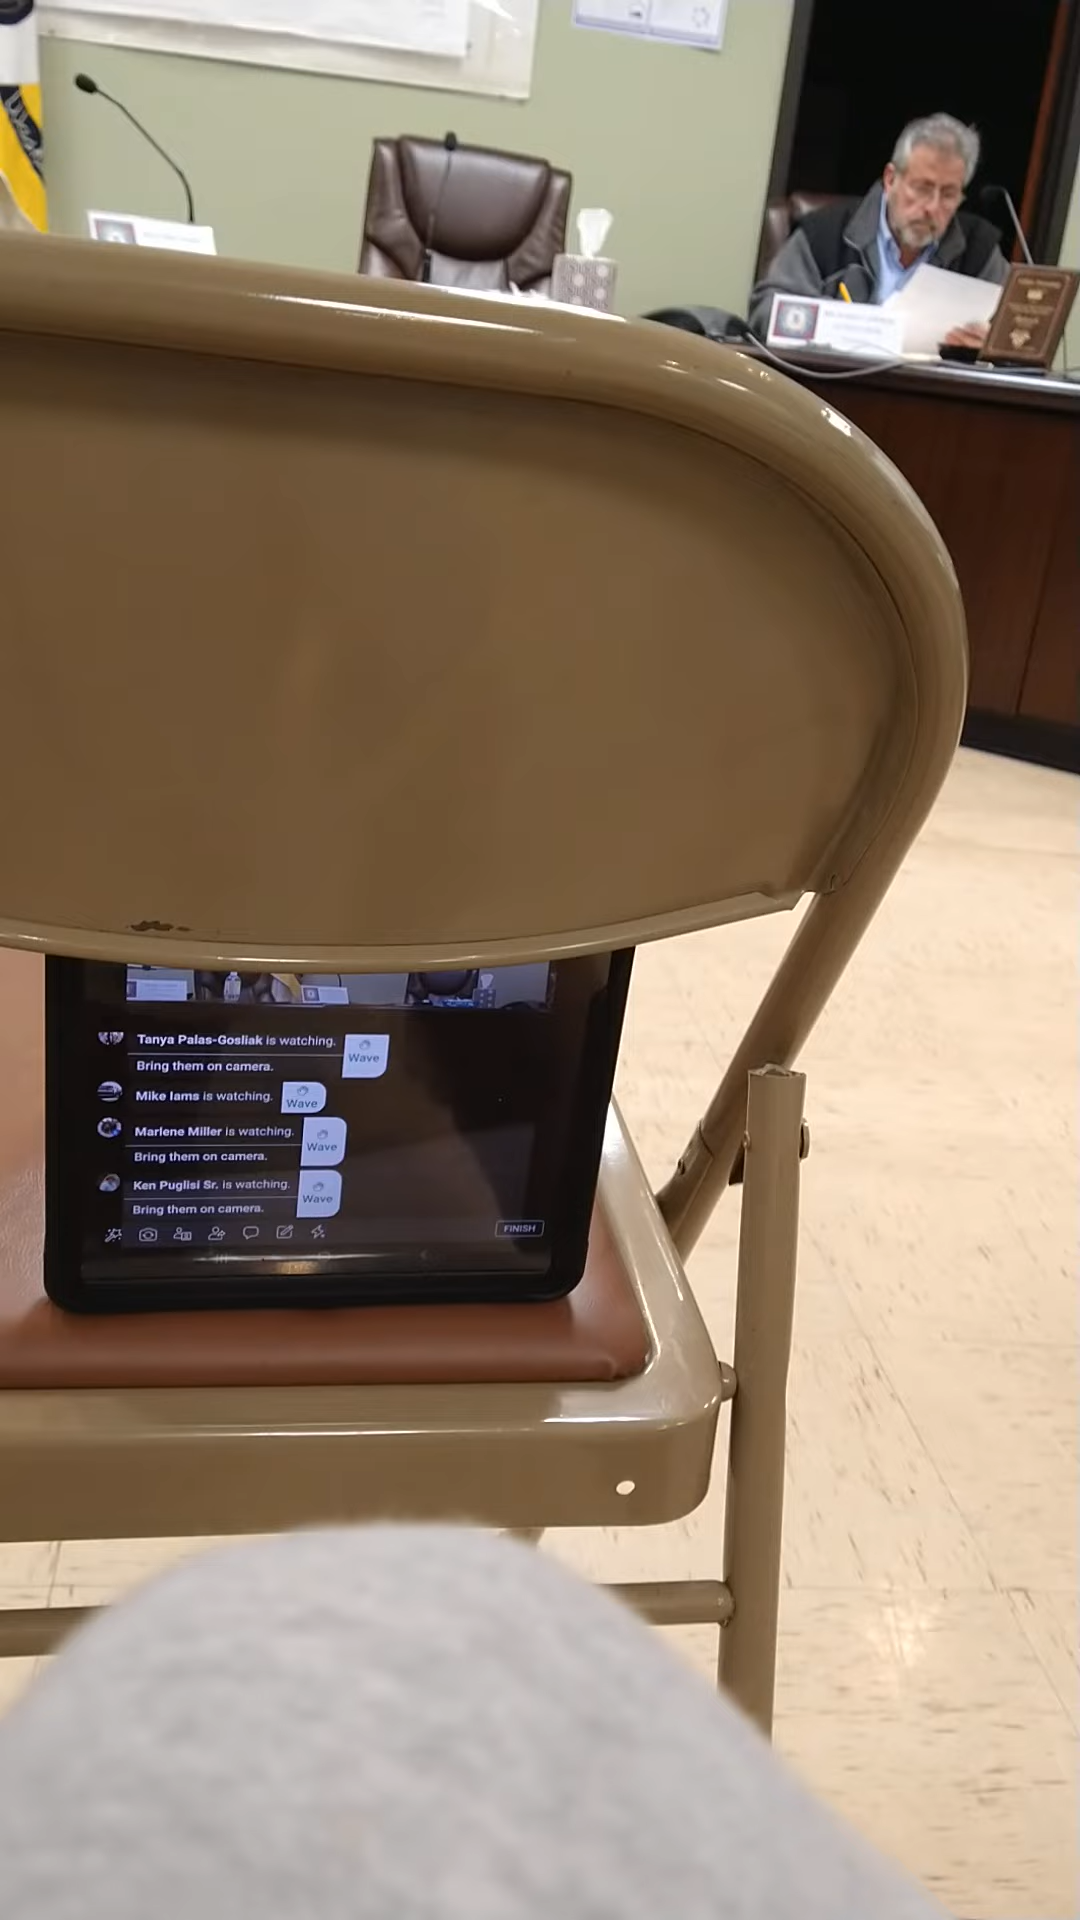 Tanya Palas-Gosliak is watching.
Wave
Bring them on camera.
Mike Iams is watching.
Wave
Marlene Miller is watching.
Wave
Bring them on camera.
Ken Puglisi Sr. is watching.
Wave
Bring them on camera.
FINISH